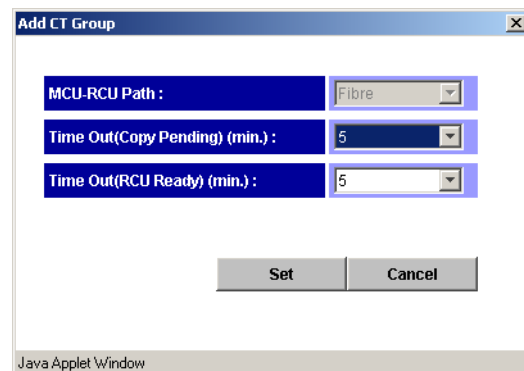 Add CT Group
MCU-RCU Path : Fibre
Time Out(Copy Pending) (min.) : 5
Time Out(RCU Ready) (min.) : 5
Set Cancel
Java Applet Window